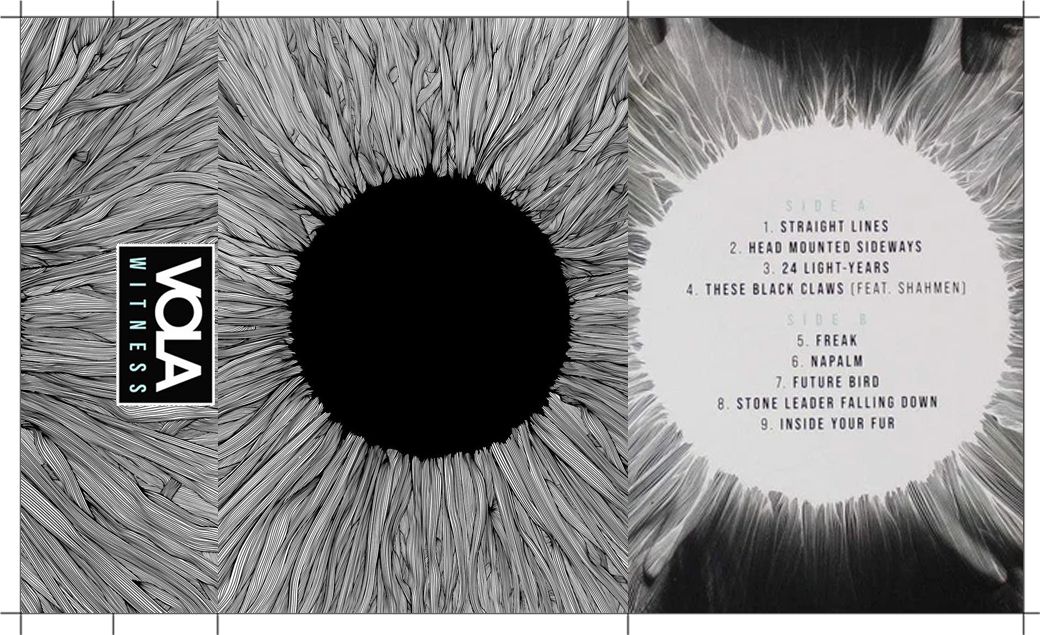 VOLA
WITNESS
SIDE A
1. STRAIGHT LINES
2. HEAD MOUNTED SIDEWAYS
3. 24 LIGHT-YEARS
4. THESE BLACK CLAWS (FEAT. SHAHMEN)
SIDE B
5. FREAK
6. NAPALM
7. FUTURE BIRD
8. STONE LEADER FALLING DOWN
9. INSIDE YOUR FUR